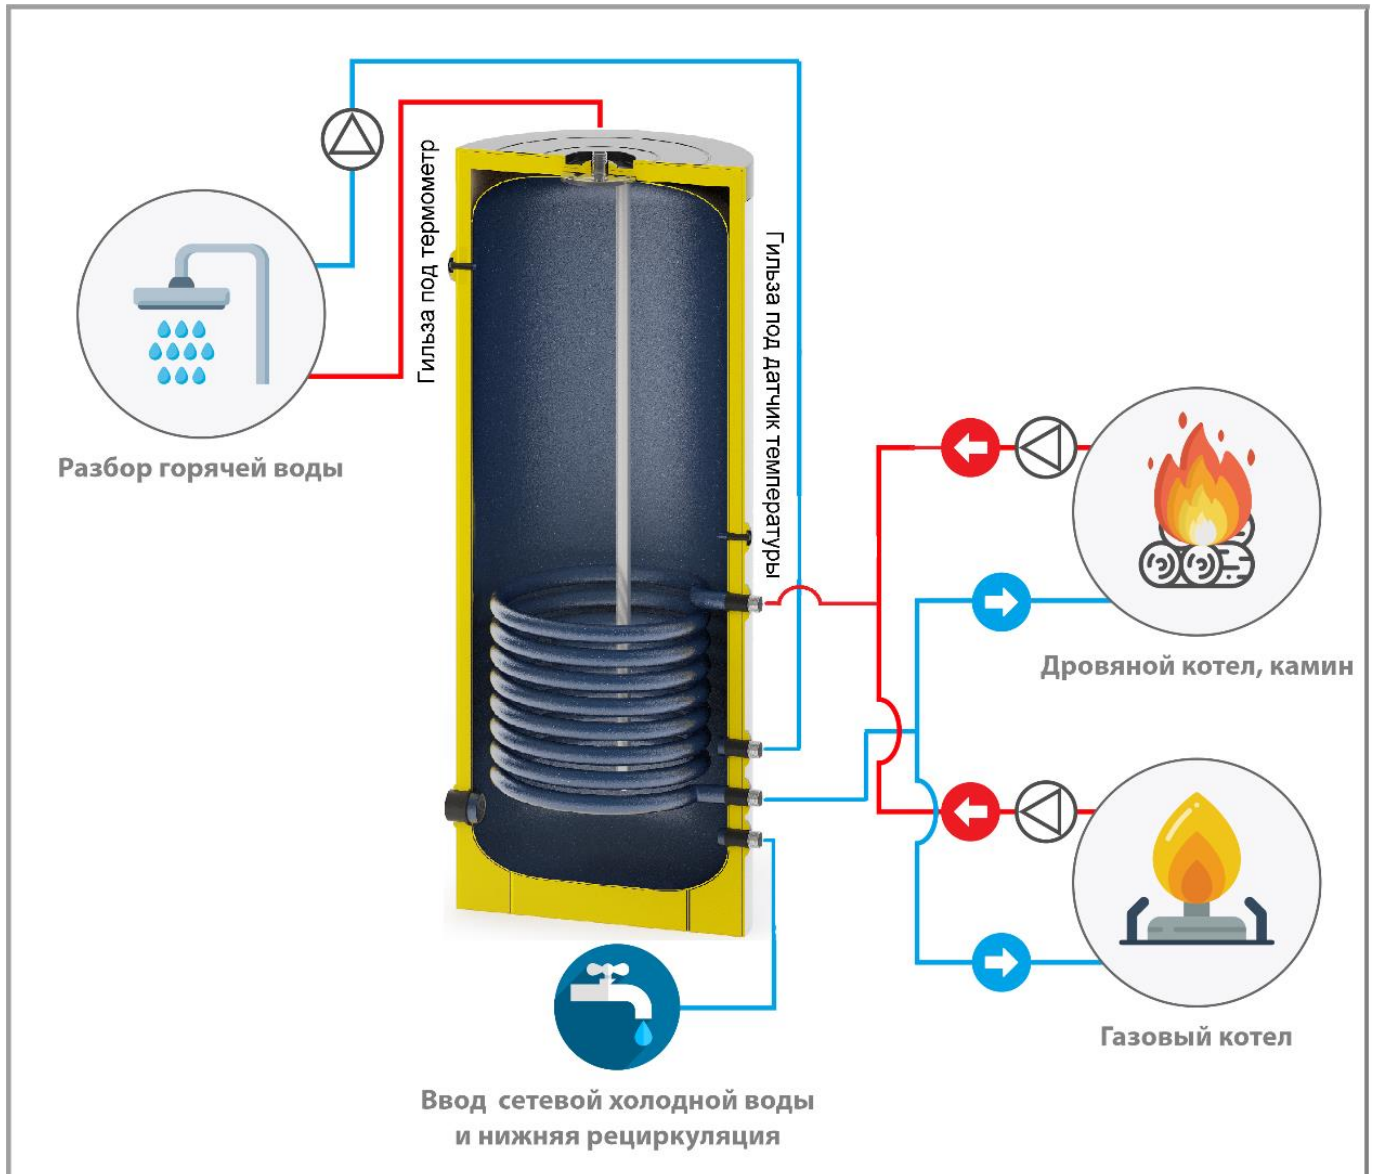 Гильза под термометр
Гильза под датчик температуры
Разбор горячей воды
Дровяной котел, камин
Газовый котел
Ввод сетевой холодной воды
и нижняя рециркуляция